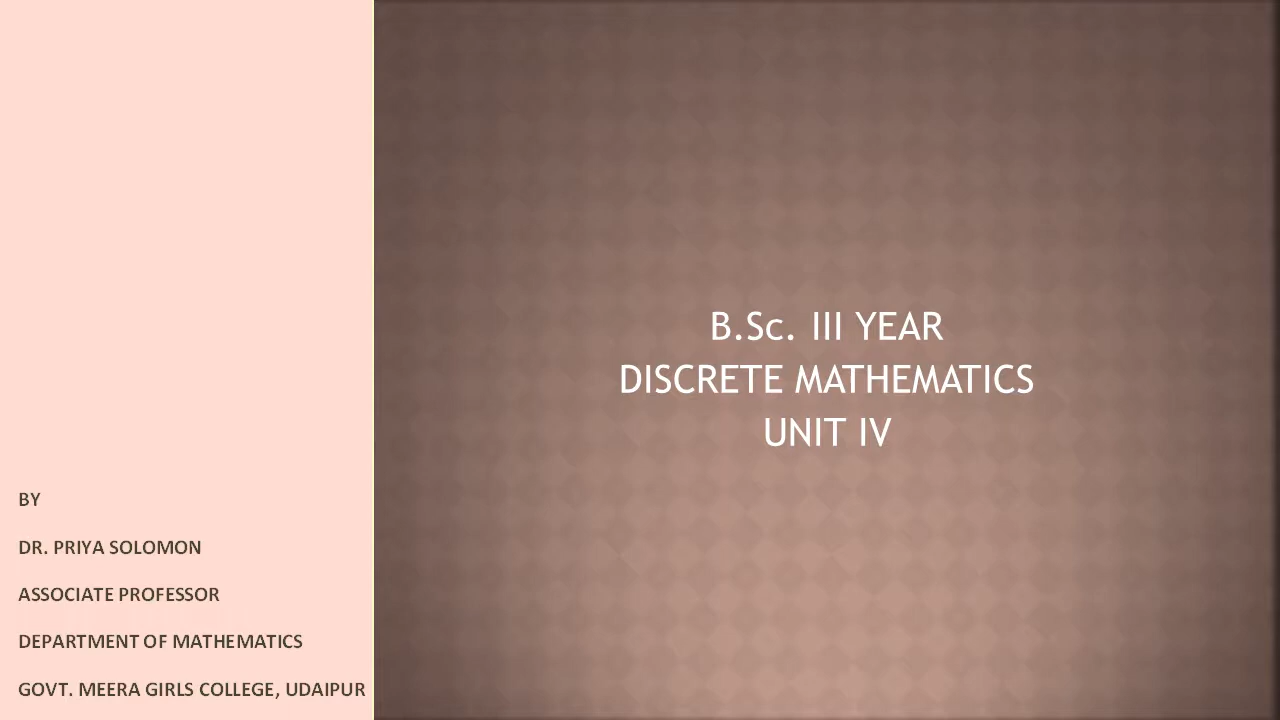 B.Sc. III YEAR
DISCRETE MATHEMATICS
UNIT IV
BY
DR. PRIYA SOLOMON
ASSOCIATE PROFESSOR
DEPARTMENT OF MATHEMATICS
GOVT. MEERA GIRLS COLLEGE, UDAIPUR